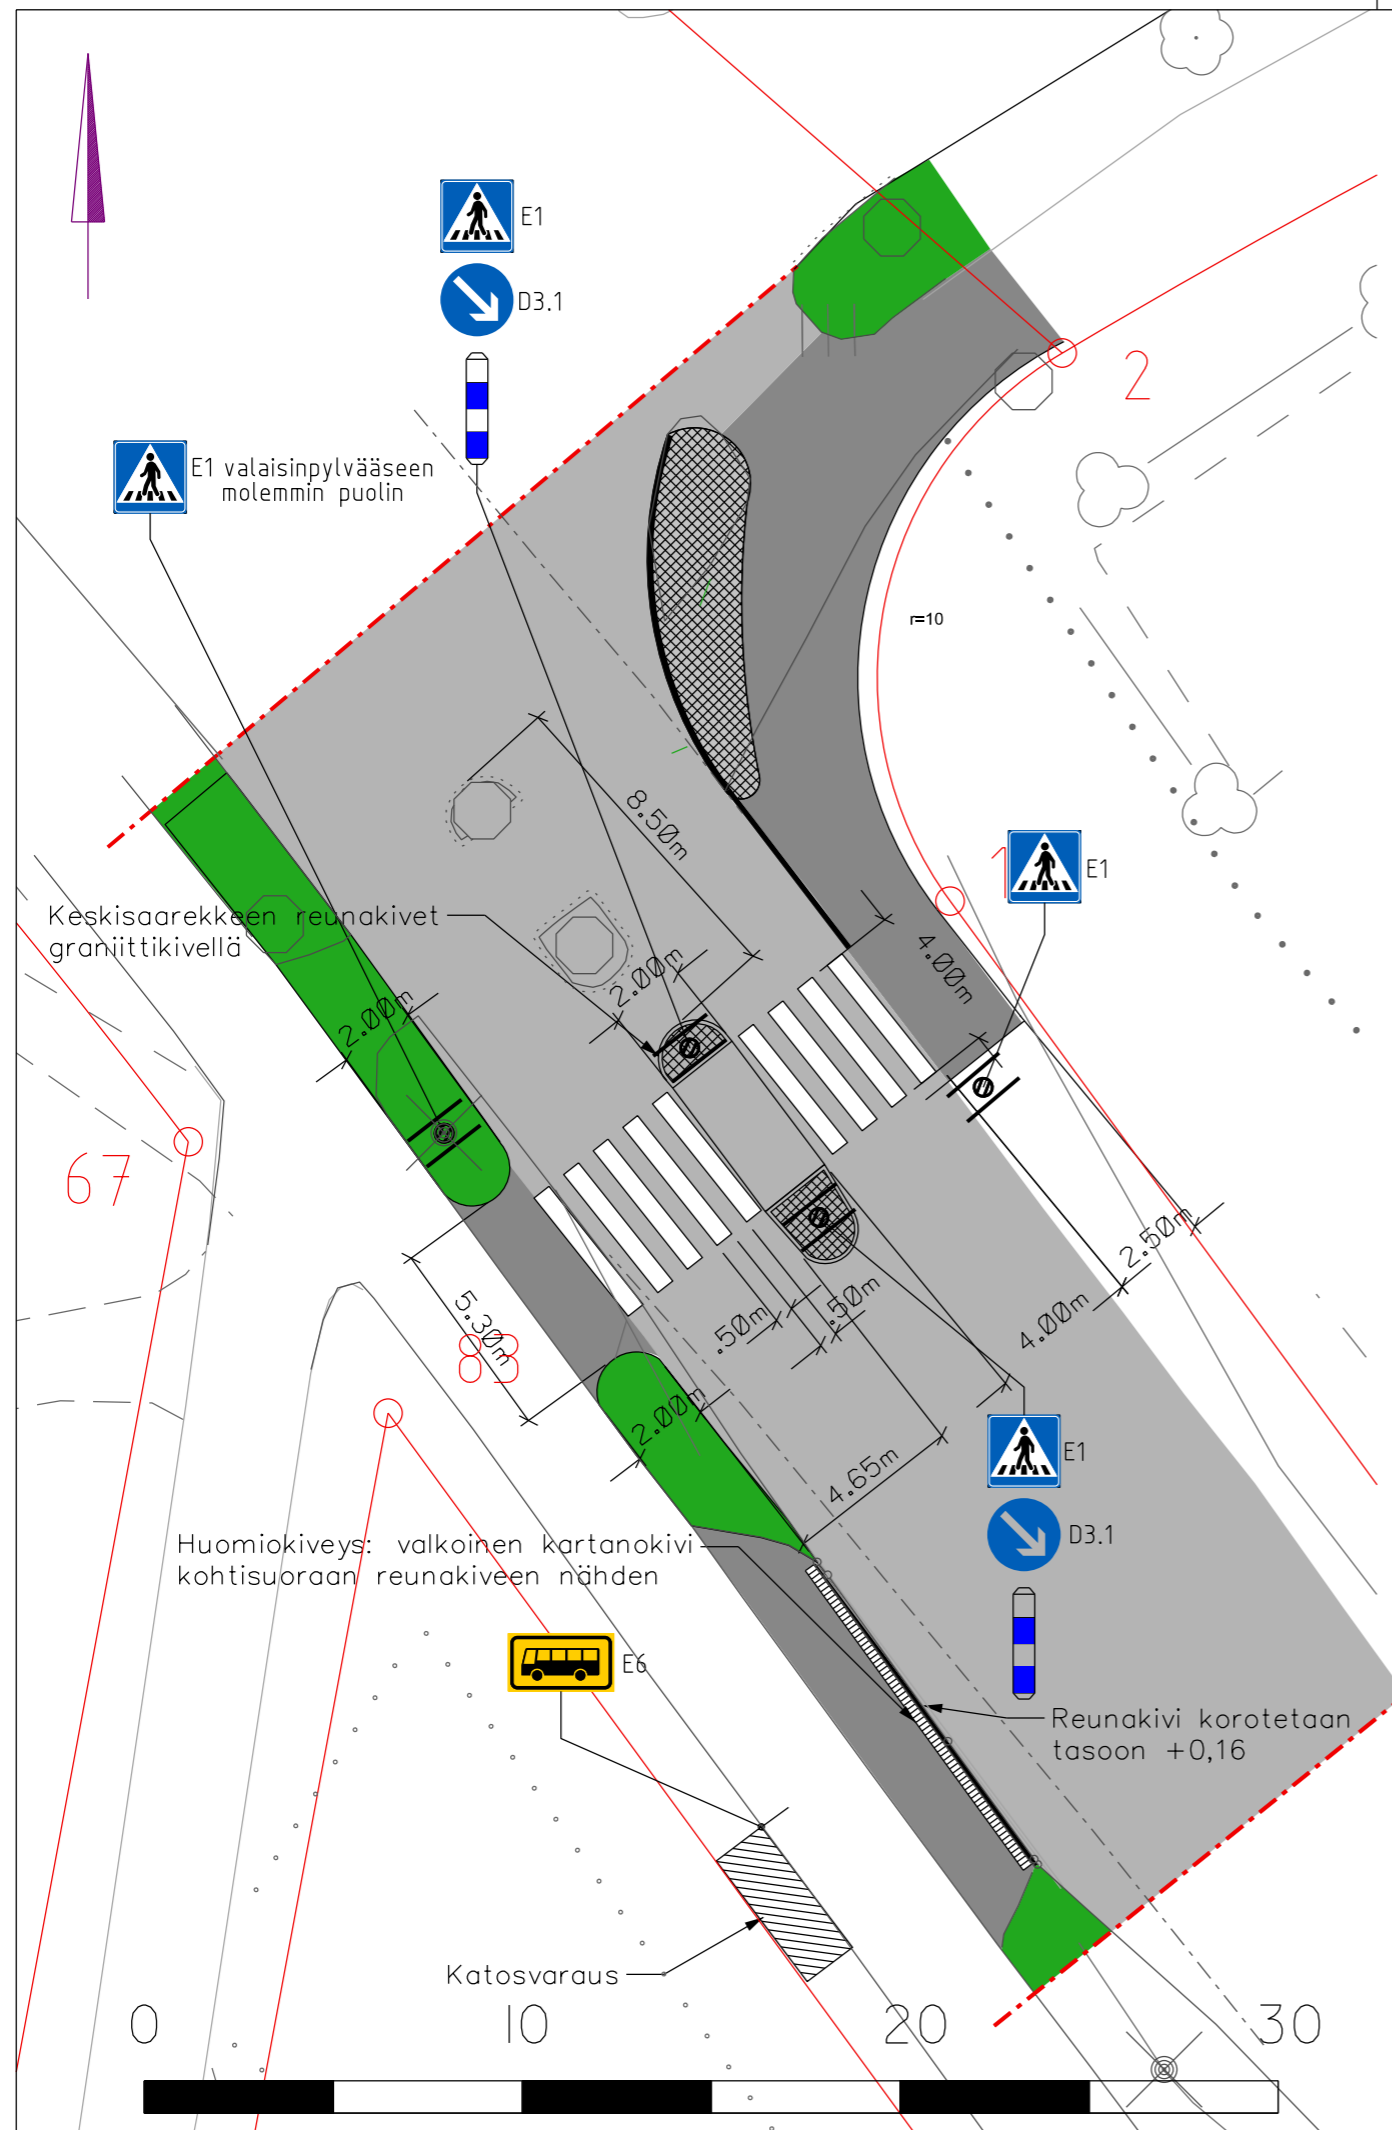 E1
D3.1
2
E1 valaisinpylvääseen
molemmin puolin
r=10
8.50m
1
E1
Keskisaarekkeen reunakivet
graniittikivellä
2.00m
4.00m
2.00m
67
2.50m
5.30m
83
.50m
.50m
4.00m
2.00m
4.65m
E1
D3.1
Huomiokiveys: valkoinen kartanokivi
kohtisuoraan reunakiveen nähden
E6
Reunakivi korotetaan
tasoon +0,16
Katosvaraus
0 10 20 30